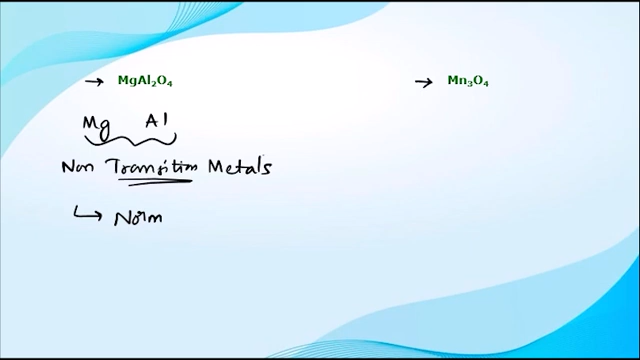 → MgAl₂O₄
Mg Al
Non Transition Metals
↳ Norm
→ Mn₃O₄